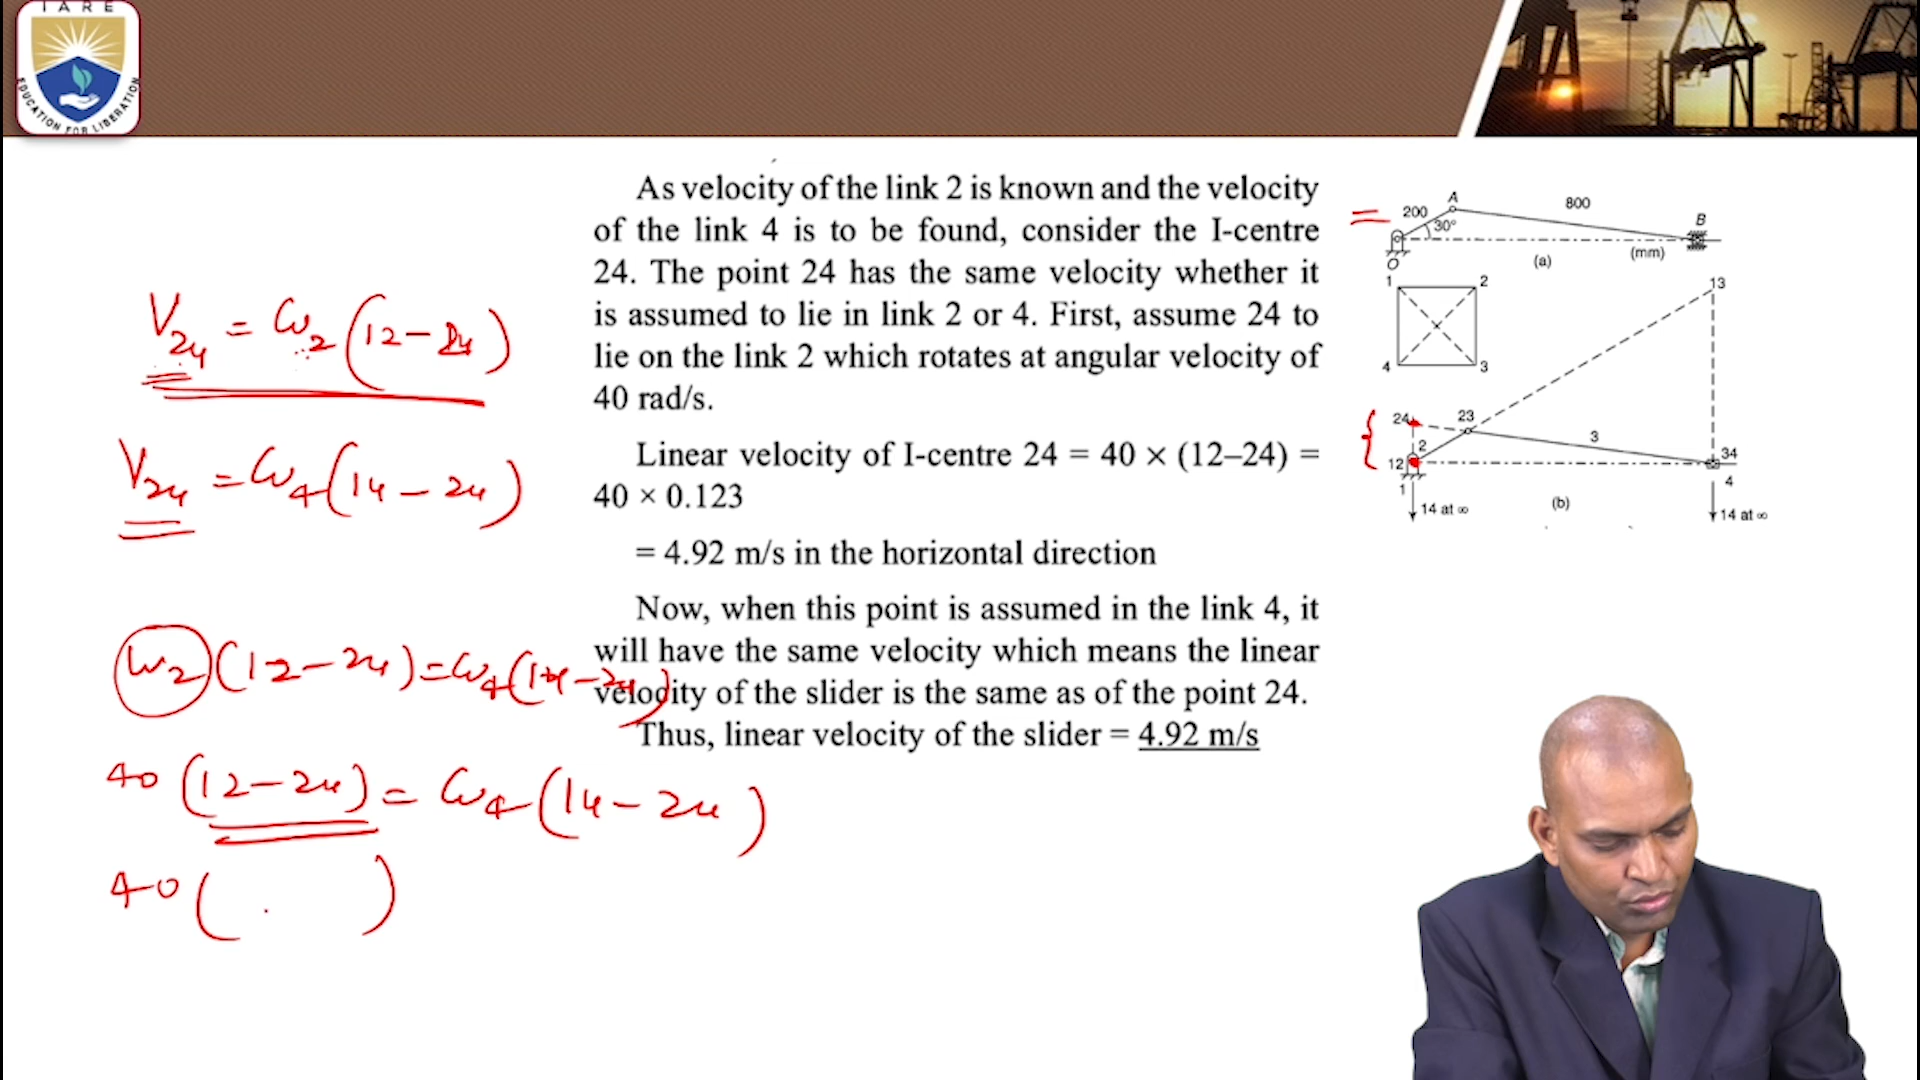 IARE
EDUCATION FOR LIBERATION
As velocity of the link 2 is known and the velocity
of the link 4 is to be found, consider the I-centre
24. The point 24 has the same velocity whether it
is assumed to lie in link 2 or 4. First, assume 24 to
lie on the link 2 which rotates at angular velocity of
40 rad/s.
Linear velocity of I-centre 24 = 40 × (12–24) =
40 × 0.123
= 4.92 m/s in the horizontal direction
Now, when this point is assumed in the link 4, it
will have the same velocity which means the linear
velocity of the slider is the same as of the point 24.
Thus, linear velocity of the slider = 4.92 m/s
V24 = ω2 (12-24)
V24 = ω4 (14-24)
ω2 (12-24) = ω4 (14-24)
40 (12-24) = ω4 (14-24)
40 ( . )
=
200 A 800 B
30°
O (a) (mm)
1 2
4 3
13
{ 24 23 3
12 2 34
1 4
14 at ∞ (b) 14 at ∞